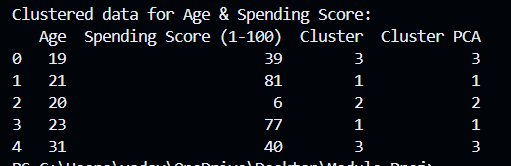 Clustered data for Age & Spending Score:
Age Spending Score (1-100) Cluster Cluster PCA
0 19 39 3 3
1 21 81 1 1
2 20 6 2 2
3 23 77 1 1
4 31 40 3 3